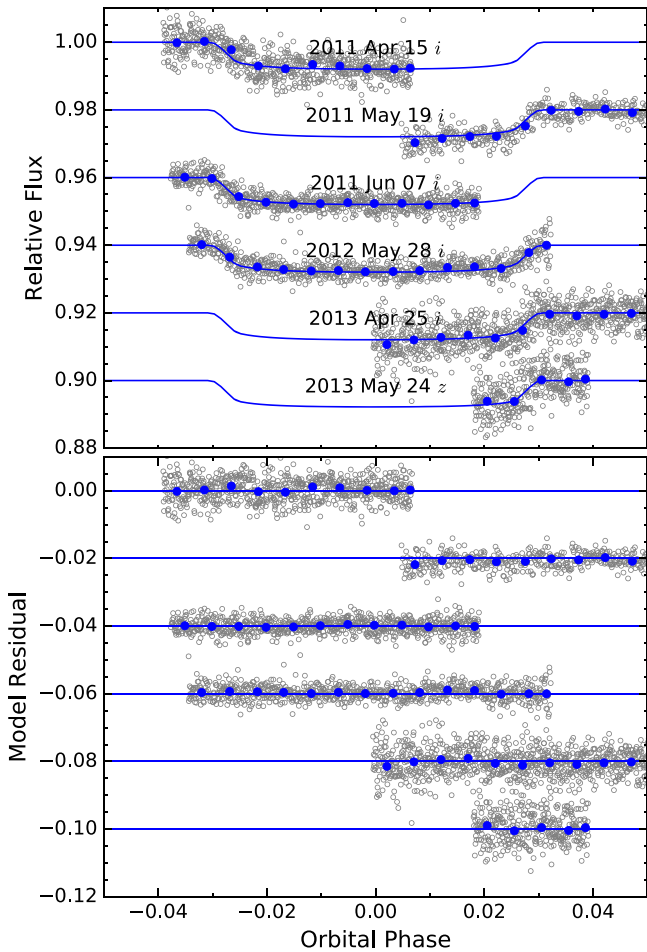 1.00
2011 Apr 15 i
0.98
2011 May 19 i
0.96
2011 Jun 07 i
0.94
2012 May 28 i
0.92
2013 Apr 25 i
0.90
2013 May 24 z
0.88
Relative Flux
0.00
−0.02
−0.04
−0.06
−0.08
−0.10
−0.12
Model Residual
−0.04 −0.02 0.00 0.02 0.04
Orbital Phase